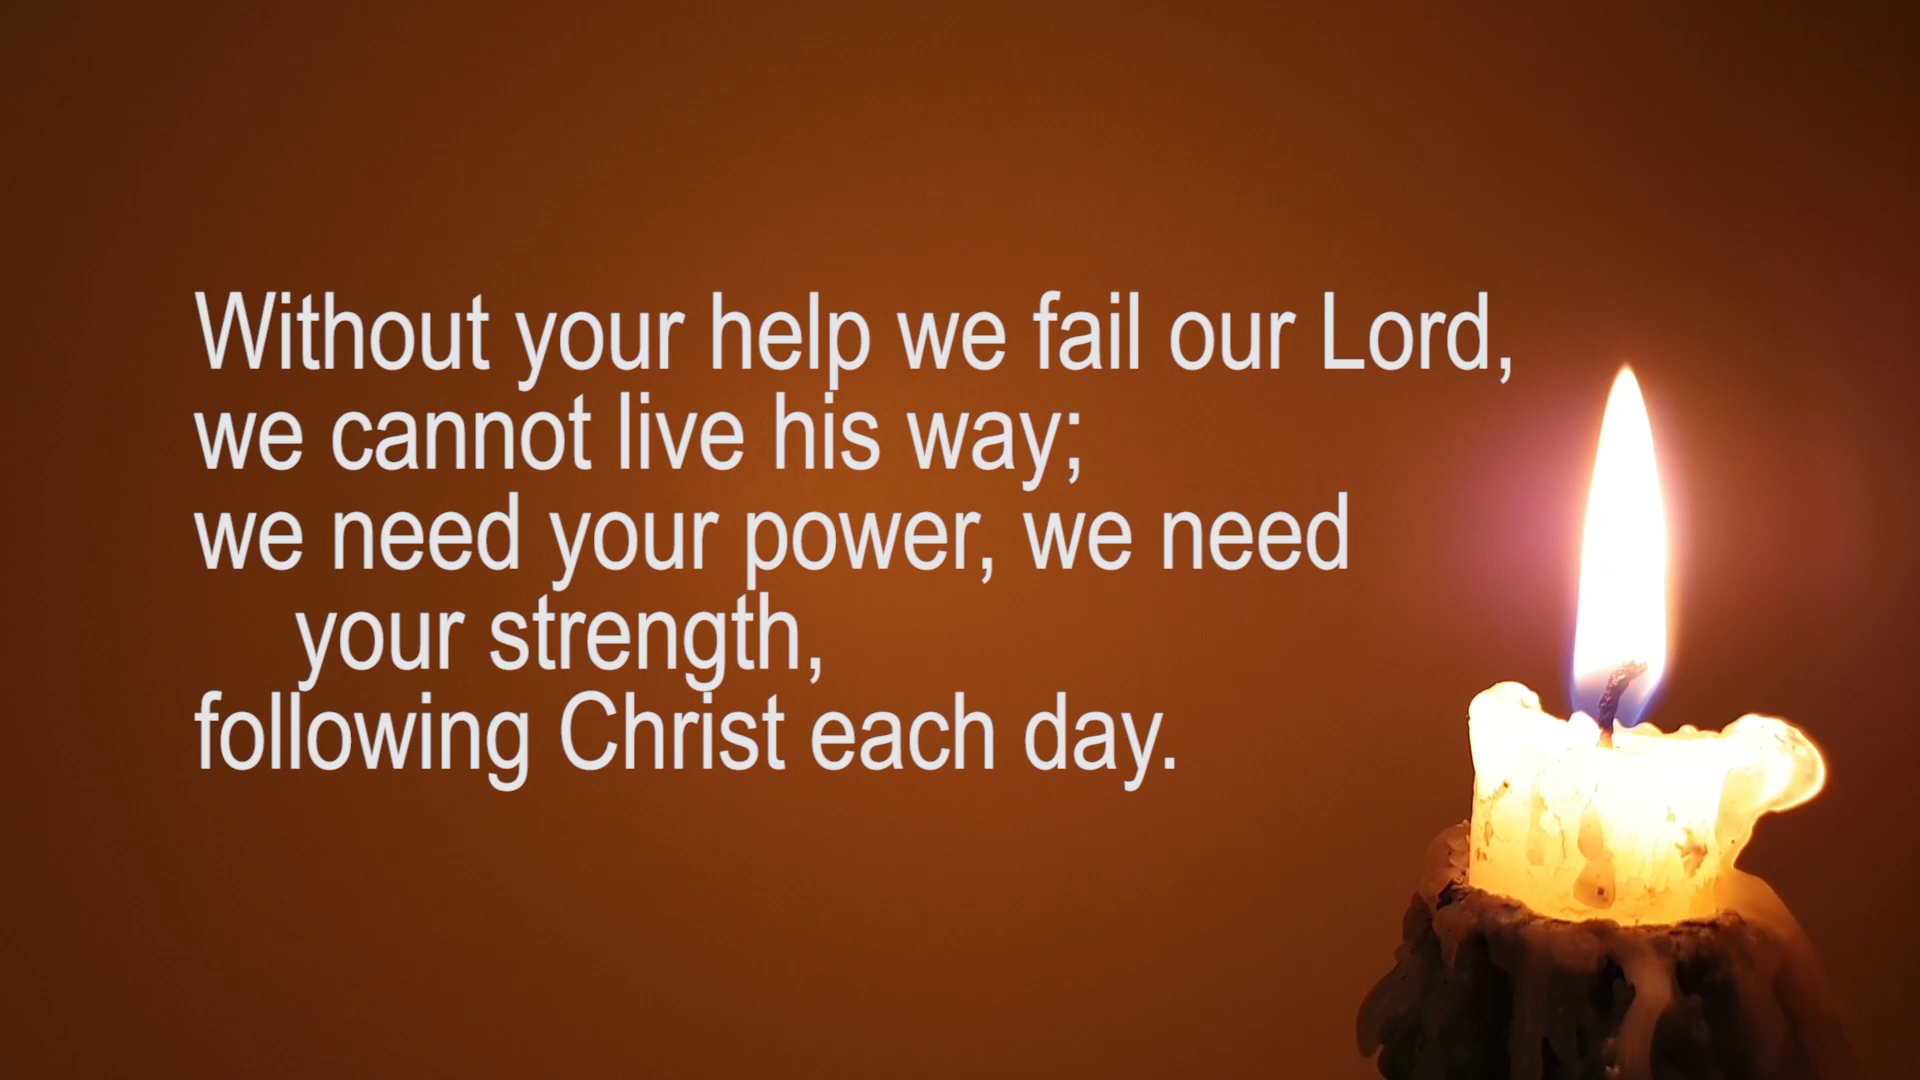 Without your help we fail our Lord,
we cannot live his way;
we need your power, we need
your strength,
following Christ each day.